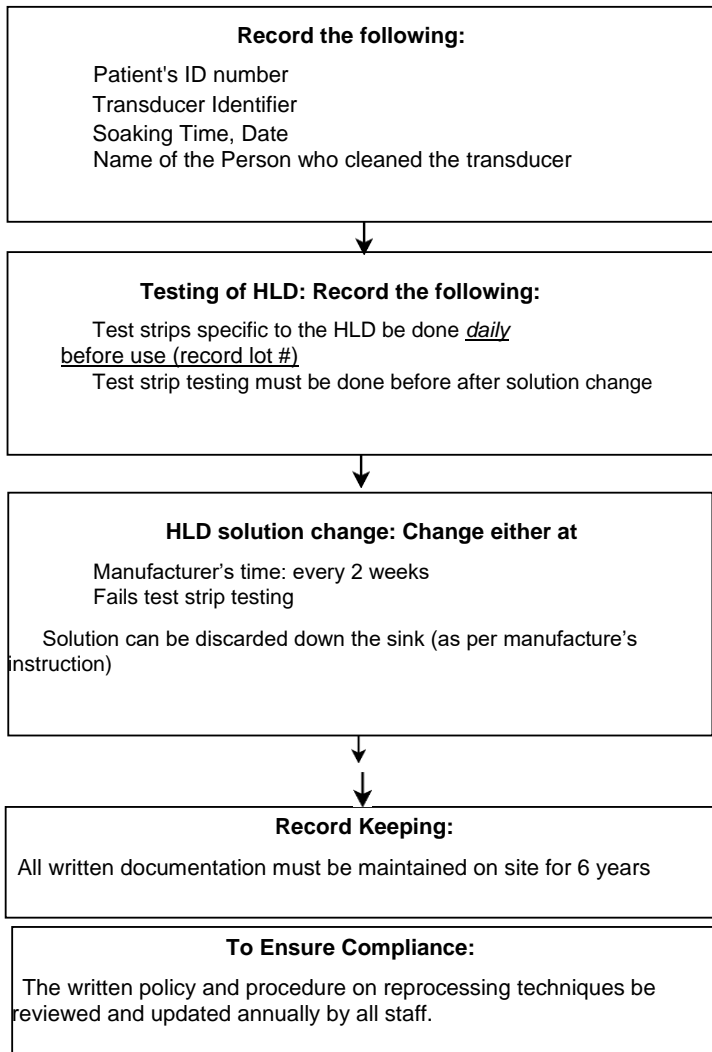 Record the following:
Patient's ID number
Transducer Identifier
Soaking Time, Date
Name of the Person who cleaned the transducer
Testing of HLD: Record the following:
Test strips specific to the HLD be done daily
before use (record lot #)
Test strip testing must be done before after solution change
HLD solution change: Change either at
Manufacturer’s time: every 2 weeks
Fails test strip testing
Solution can be discarded down the sink (as per manufacture’s
instruction)
Record Keeping:
All written documentation must be maintained on site for 6 years
To Ensure Compliance:
The written policy and procedure on reprocessing techniques be
reviewed and updated annually by all staff.